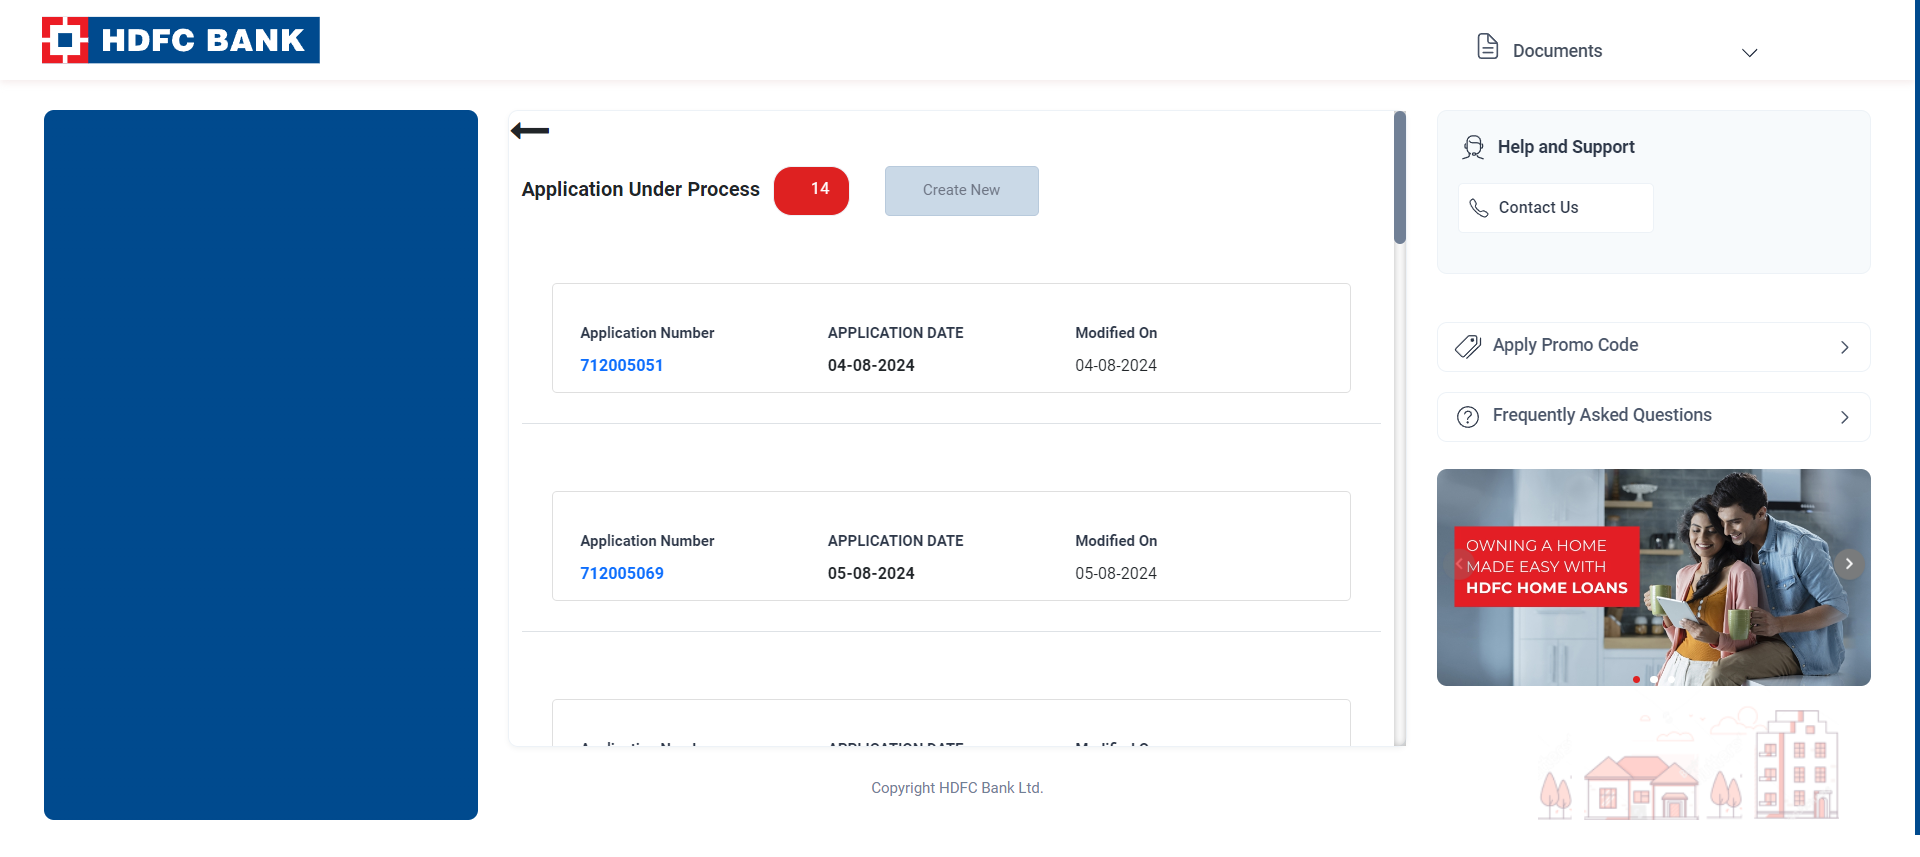 HDFC BANK
Documents
Application Under Process 14 Create New
Application Number APPLICATION DATE Modified On
712005051 04-08-2024 04-08-2024
Application Number APPLICATION DATE Modified On
712005069 05-08-2024 05-08-2024
Copyright HDFC Bank Ltd.
Help and Support
Contact Us
Apply Promo Code
Frequently Asked Questions
OWNING A HOME
MADE EASY WITH
HDFC HOME LOANS